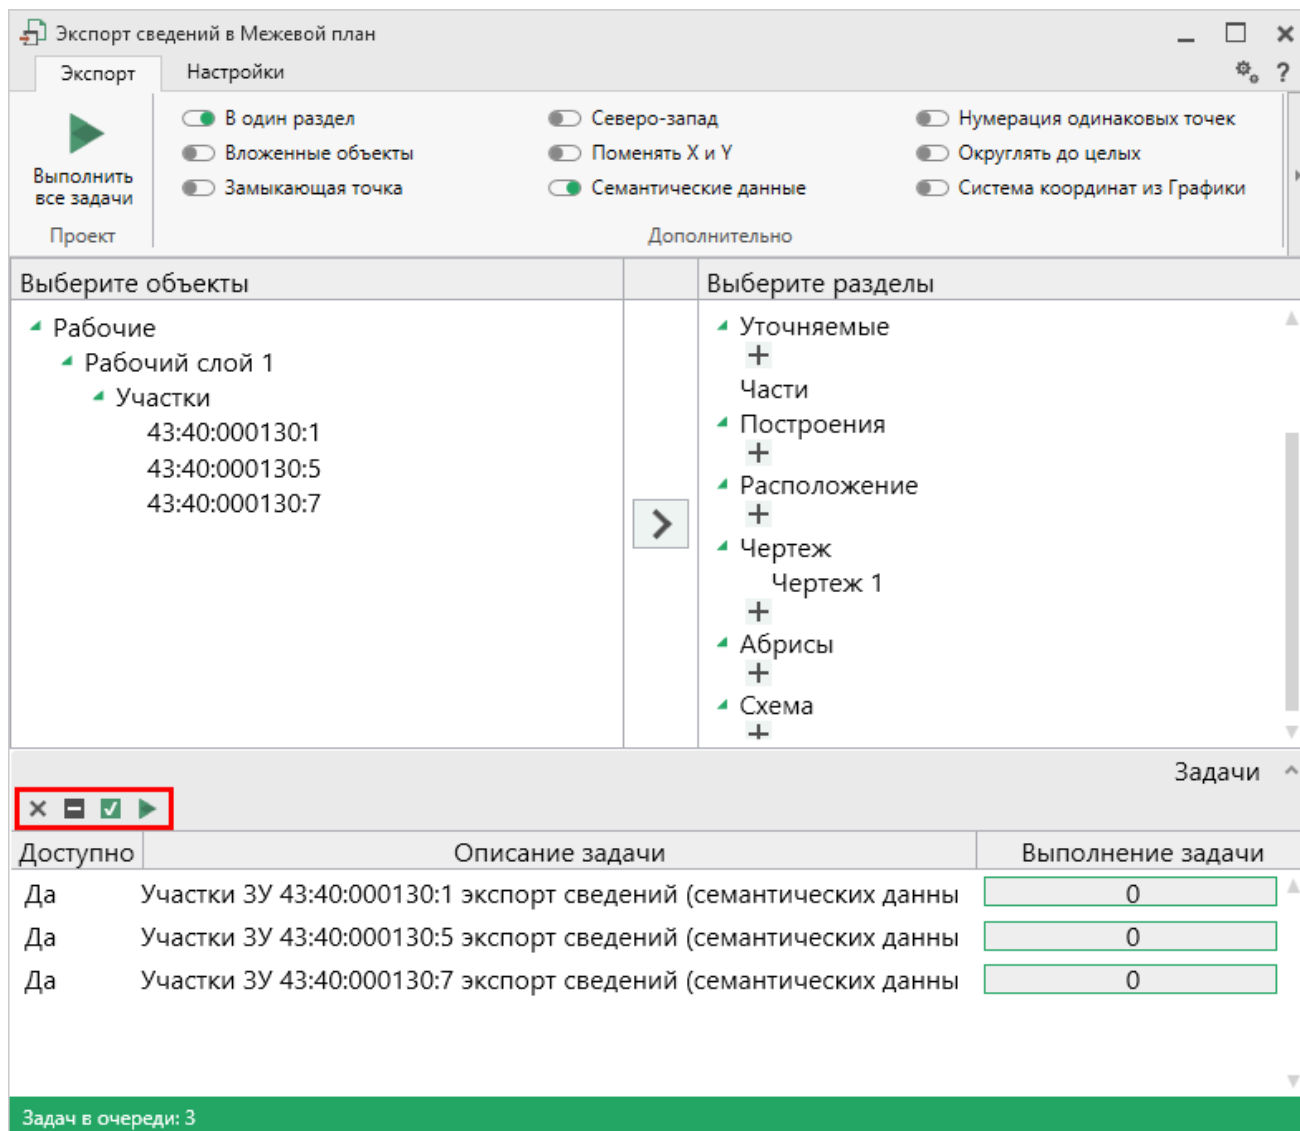 Экспорт сведений в Межевой план
Экспорт Настройки
?
В один раздел Северо-запад Нумерация одинаковых точек
Вложенные объекты Поменять X и Y Округлять до целых
Выполнить все задачи
Замыкающая точка Семантические данные Система координат из Графики
Проект Дополнительно
Выберите объекты Выберите разделы
Рабочие
Рабочий слой 1
Участки
43:40:000130:1
43:40:000130:5
43:40:000130:7
Уточняемые
Части
Построения
Расположение
Чертеж
Чертеж 1
Абрисы
Схема
Задачи
Доступно Описание задачи Выполнение задачи
Да Участки ЗУ 43:40:000130:1 экспорт сведений (семантических данны 0
Да Участки ЗУ 43:40:000130:5 экспорт сведений (семантических данны 0
Да Участки ЗУ 43:40:000130:7 экспорт сведений (семантических данны 0
Задач в очереди: 3